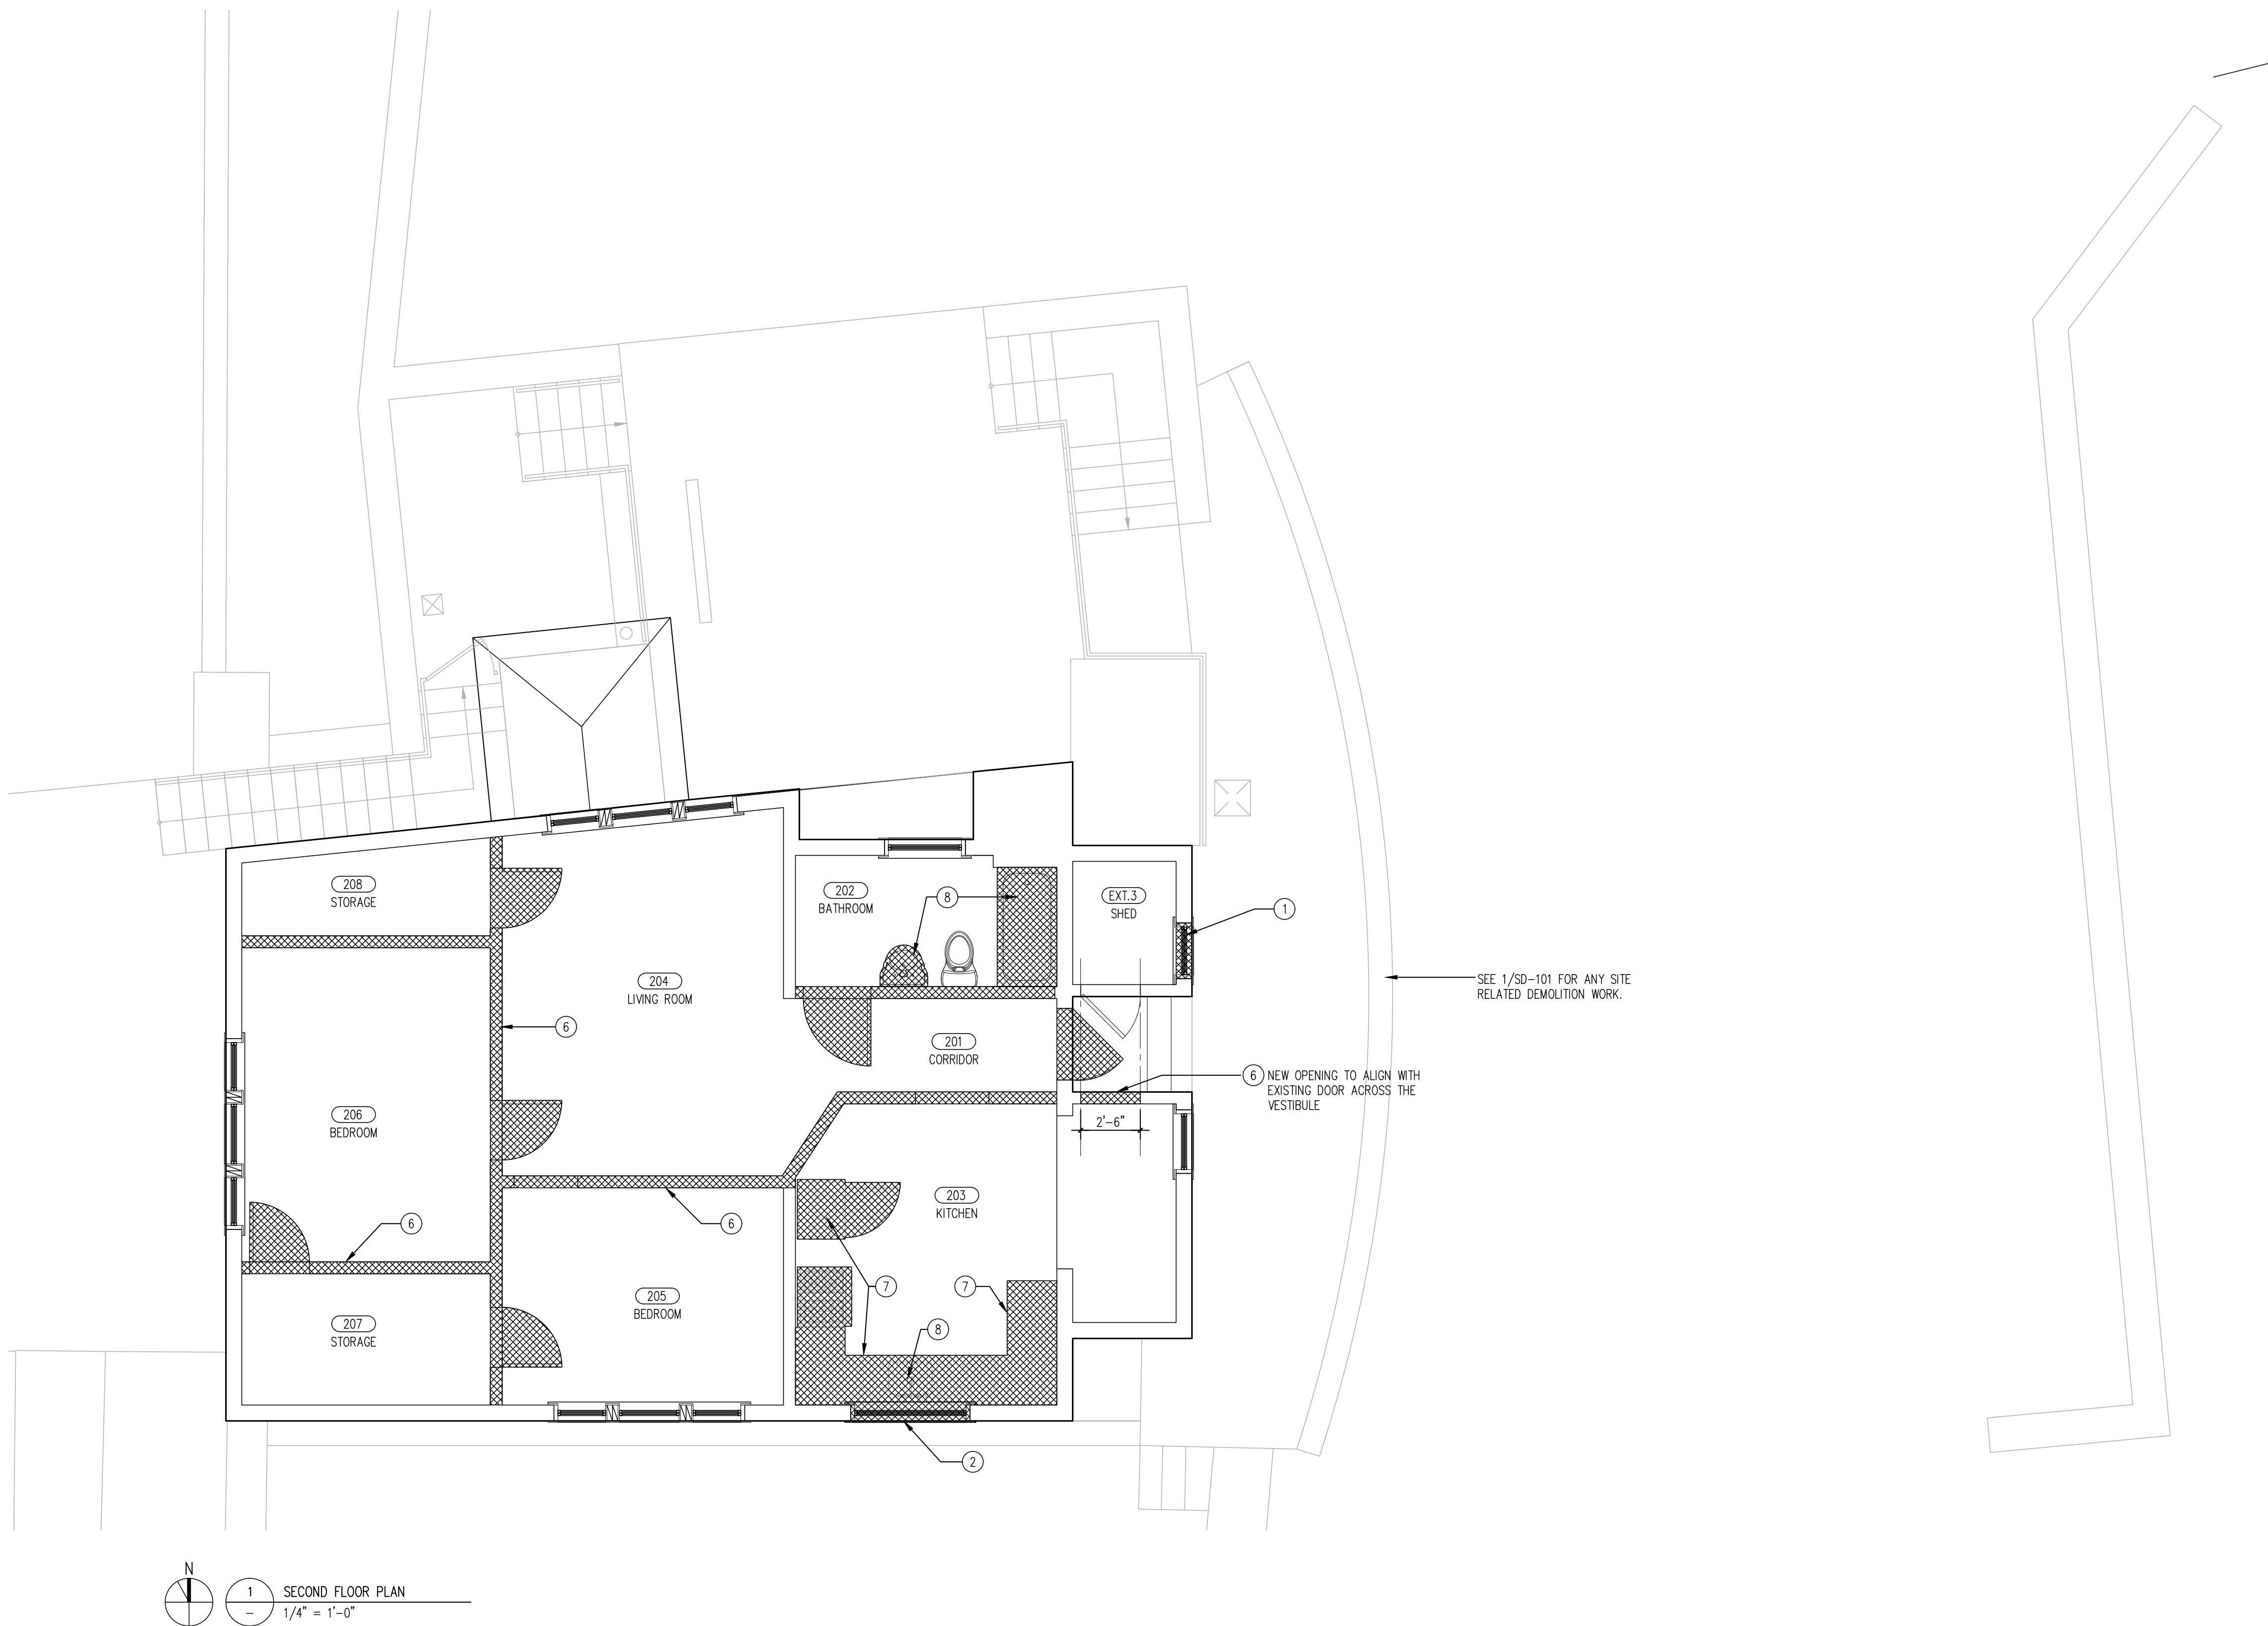 208
STORAGE
202
BATHROOM
8
EXT.3
SHED
1
204
LIVING ROOM
SEE 1/SD-101 FOR ANY SITE
RELATED DEMOLITION WORK.
6
201
CORRIDOR
6 NEW OPENING TO ALIGN WITH
EXISTING DOOR ACROSS THE
VESTIBULE
206
BEDROOM
2'-6"
203
KITCHEN
6
6
7
7
205
BEDROOM
207
STORAGE
8
2
N
1
SECOND FLOOR PLAN
-
1/4" = 1'-0"